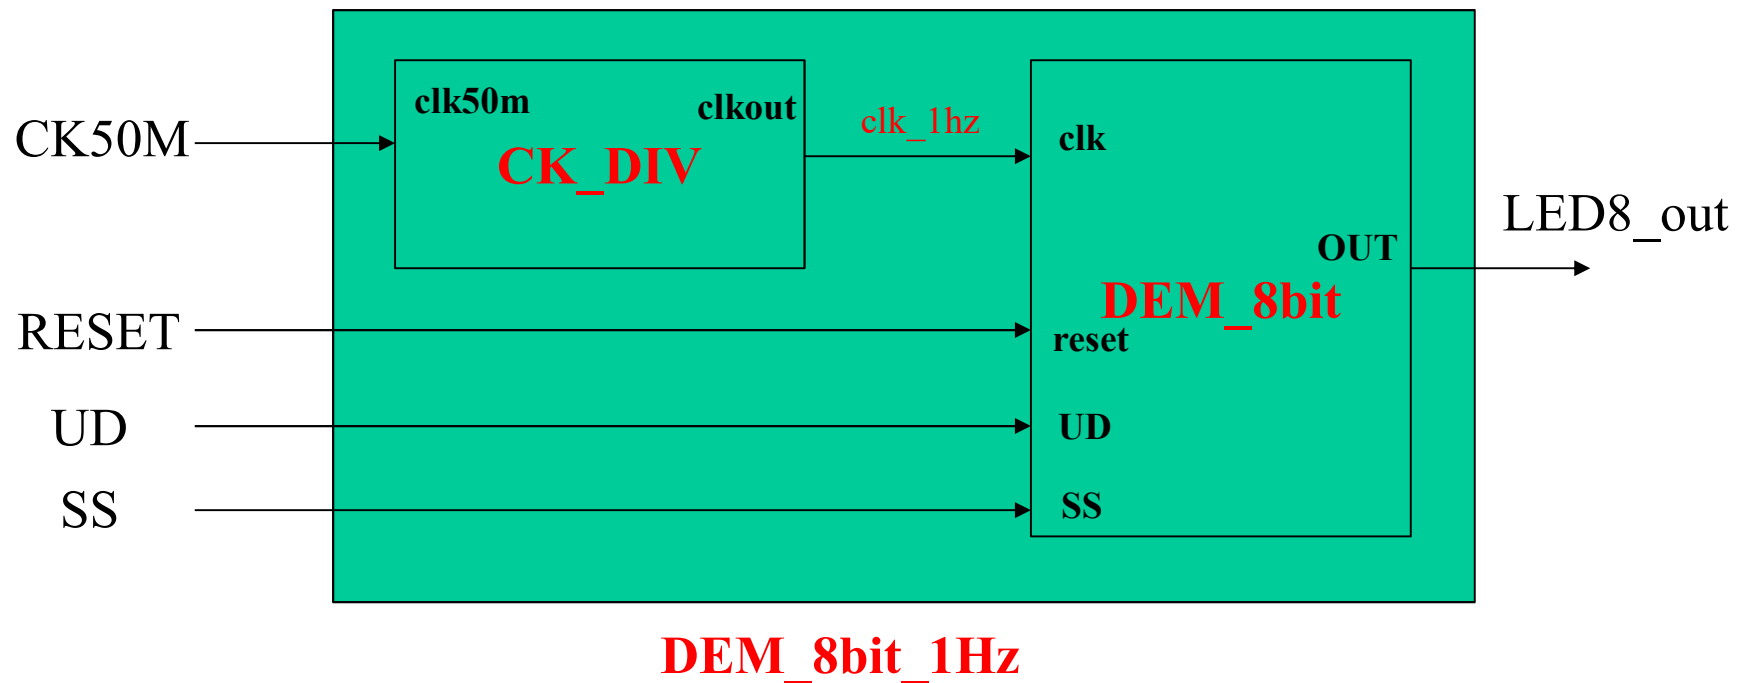 CK50M
clk50m
clkout
CK_DIV
clk_1hz
clk
LED8_out
OUT
DEM_8bit
RESET
reset
UD
UD
SS
SS
DEM_8bit_1Hz